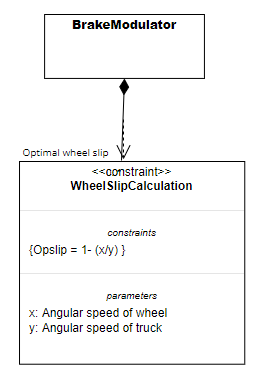 BrakeModulator
Optimal wheel slip
<<constraint>>
WheelSlipCalculation
constraints
{Opslip = 1- (x/y) }
parameters
x: Angular speed of wheel
y: Angular speed of truck